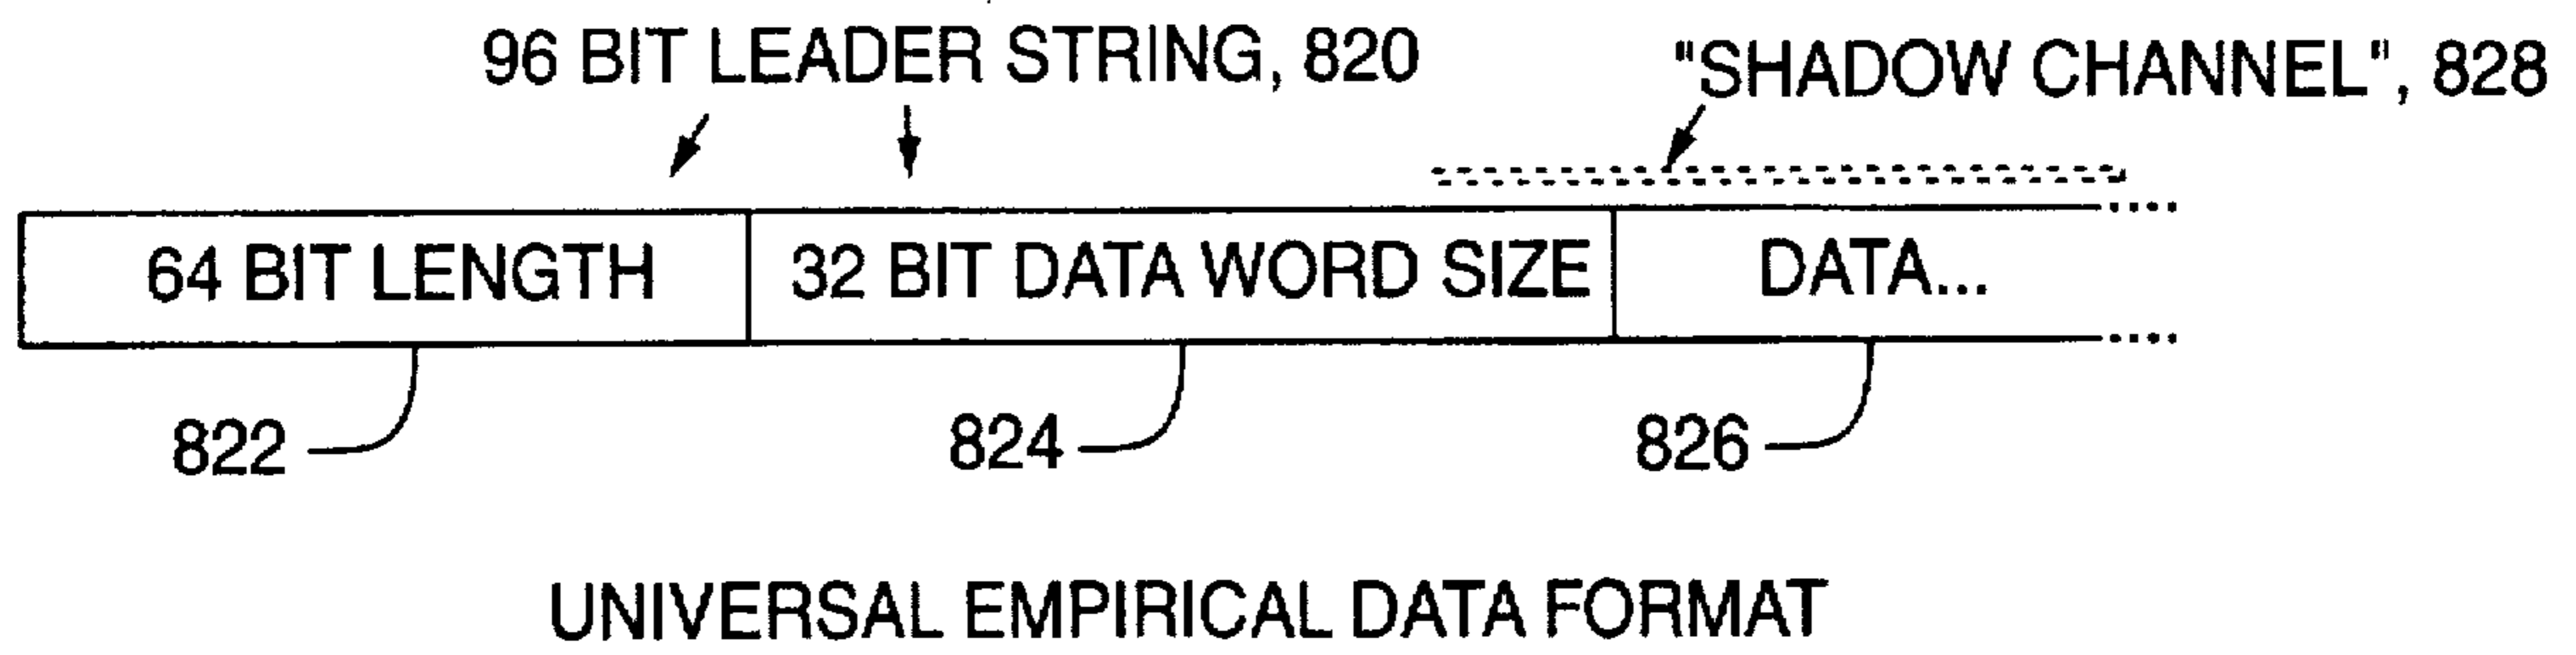 96 BIT LEADER STRING, 820
"SHADOW CHANNEL", 828
64 BIT LENGTH
32 BIT DATA WORD SIZE
DATA...
822
824
826
UNIVERSAL EMPIRICAL DATA FORMAT